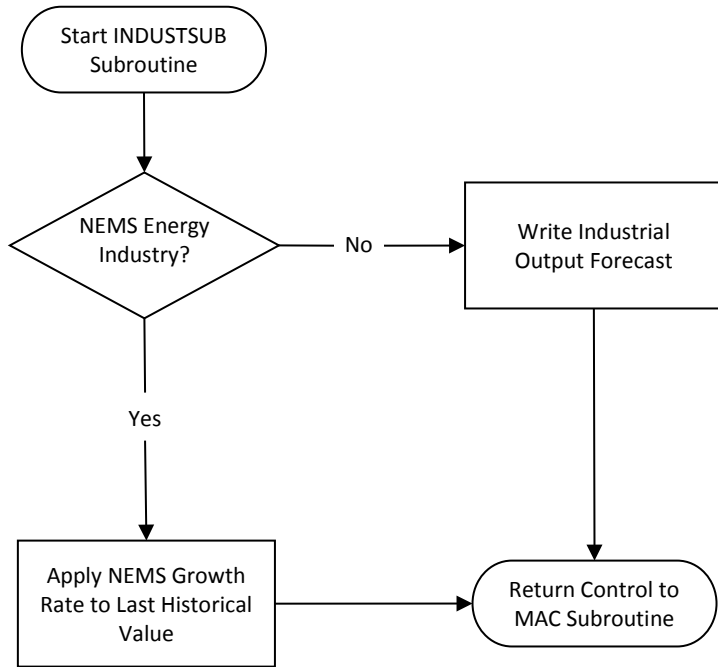 Start INDUSTSUB
Subroutine
NEMS Energy
Industry?
No
Write Industrial
Output Forecast
Yes
Apply NEMS Growth
Rate to Last Historical
Value
Return Control to
MAC Subroutine